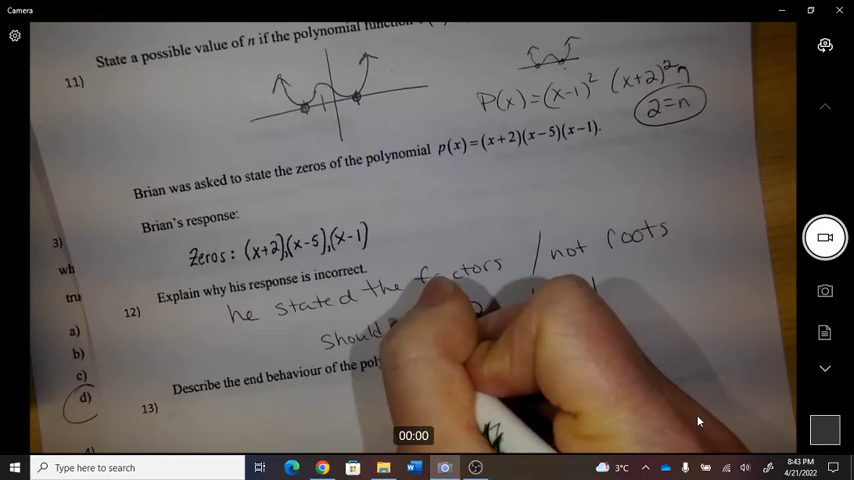 Camera
State a possible value of n if the polynomial function
11)
P(x)=(x-1)² (x+2)² n
2=n
Brian was asked to state the zeros of the polynomial p(x)=(x+2)(x−5)(x−1).
Brian's response:
3)
Zeros: (x+2),(x-5),(x-1)
wh
tru
Explain why his response is incorrect.
12)
he stated the factors / not roots
a)
should
b)
c)
Describe the end behaviour of the pol
d)
13)
00:00
Type here to search
3°C
8:43 PM
4/21/2022